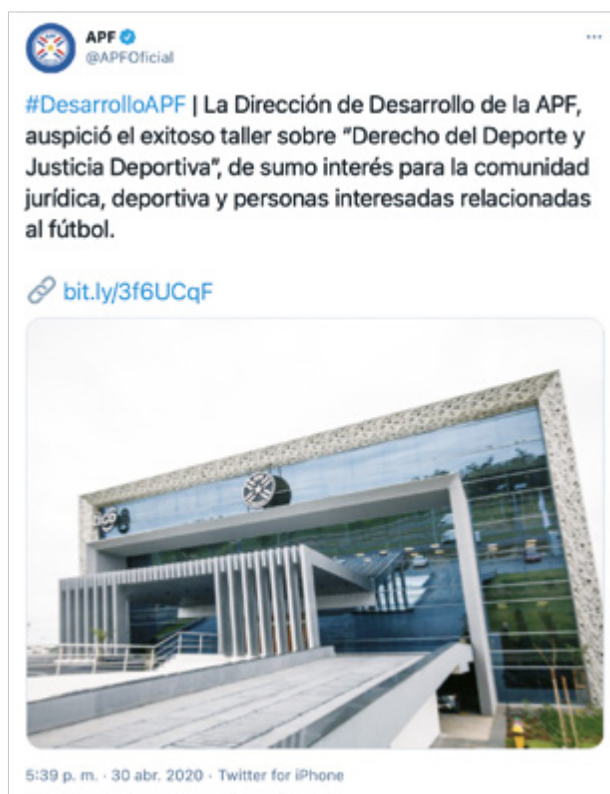 APF
@APFOficial
#DesarrolloAPF | La Dirección de Desarrollo de la APF,
auspició el exitoso taller sobre “Derecho del Deporte y
Justicia Deportiva”, de sumo interés para la comunidad
jurídica, deportiva y personas interesadas relacionadas
al fútbol.
bit.ly/3f6UCqF
5:39 p. m. · 30 abr. 2020 · Twitter for iPhone